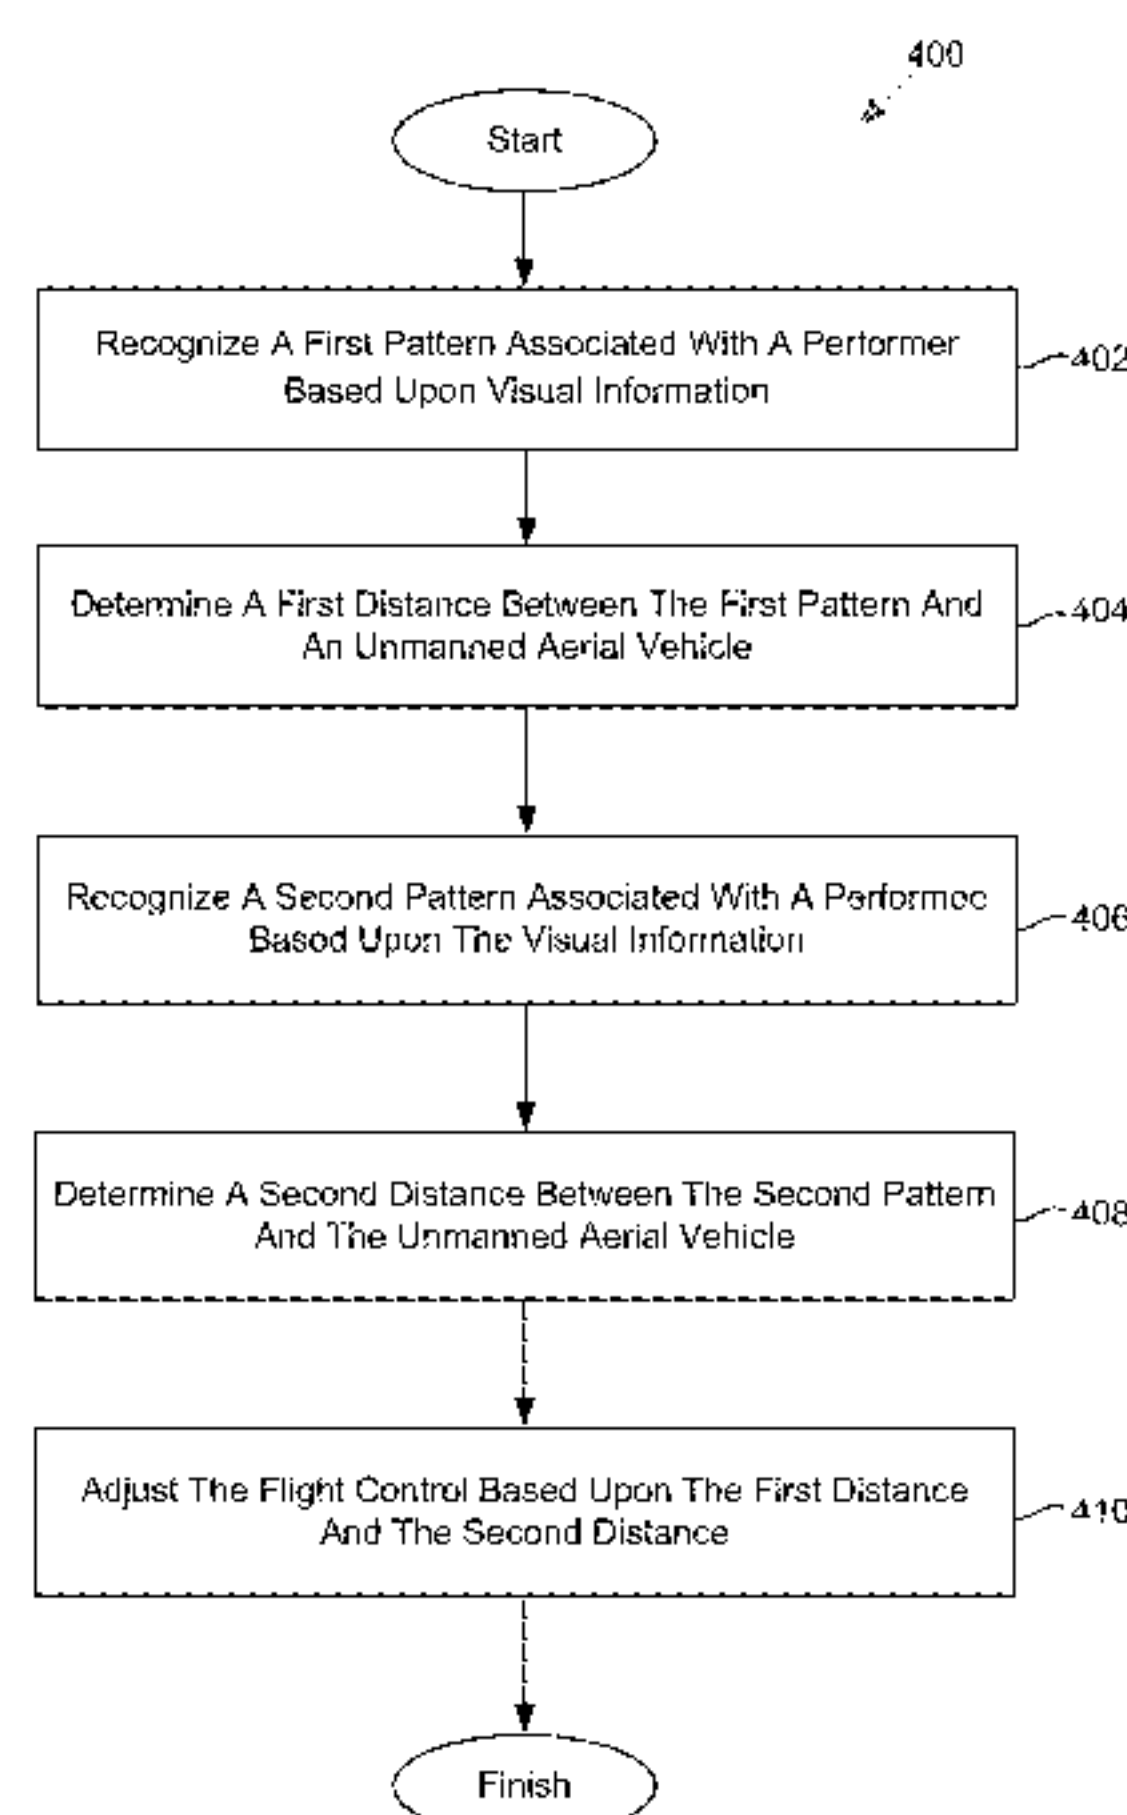 400
Start
Recognize A First Pattern Associated With A Performer
Based Upon Visual Information
402
Determine A First Distance Between The First Pattern And
An Unmanned Aerial Vehicle
404
Recognize A Second Pattern Associated With A Performee
Based Upon The Visual Information
406
Determine A Second Distance Between The Second Pattern
And The Unmanned Aerial Vehicle
408
Adjust The Flight Control Based Upon The First Distance
And The Second Distance
410
Finish